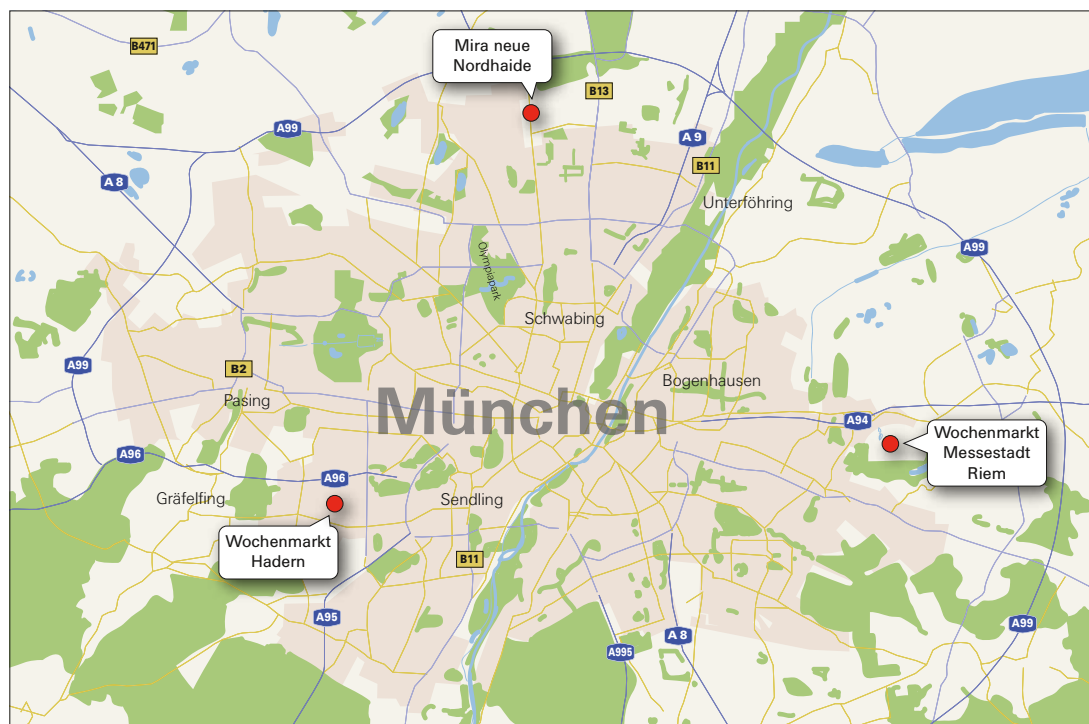 Mira neue
Nordhaide
B471
B13
A99
A 9
B11
A 8
Unterföhring
Olympiapark
A99
Schwabing
A99
B2
Bogenhausen
Pasing
München
A94
Wochenmarkt
Messestadt
Riem
A96
A96
Gräfelfing
Sendling
Wochenmarkt
Hadern
B11
A95
A 8
A99
A995